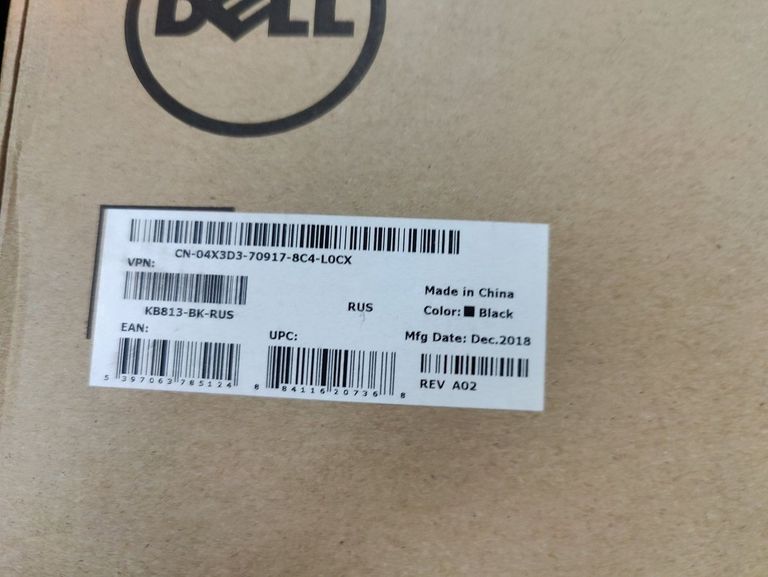 DELL
CN-04X3D3-70917-8C4-L0CX
VPN:
KB813-BK-RUS
RUS
Made in China
Color: Black
EAN:
UPC:
Mfg Date: Dec.2018
5 397063 785124
8 84116 20736 8
REV A02